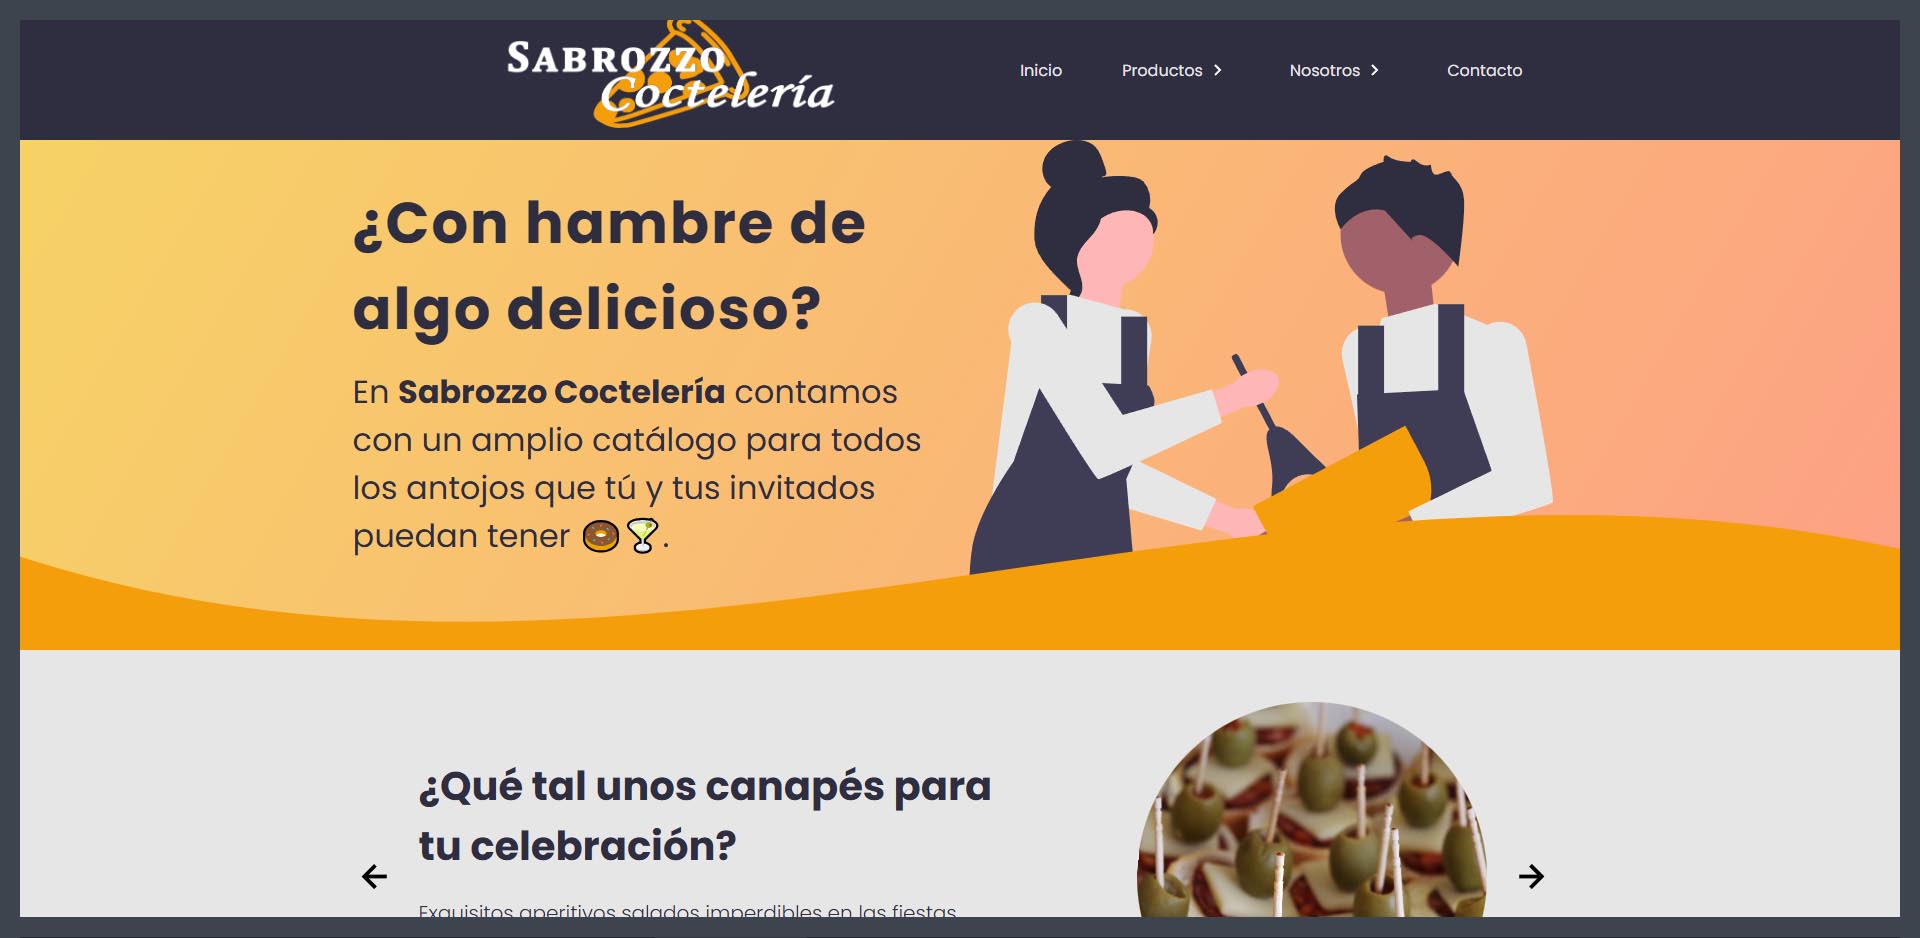 Sabrozzo
Coctelería
Inicio
Productos
Nosotros
Contacto
¿Con hambre de
algo delicioso?
En Sabrozzo Coctelería contamos
con un amplio catálogo para todos
los antojos que tú y tus invitados
puedan tener 🍩🍸.
¿Qué tal unos canapés para
tu celebración?
Exquisitos aperitivos salados imperdibles en las fiestas